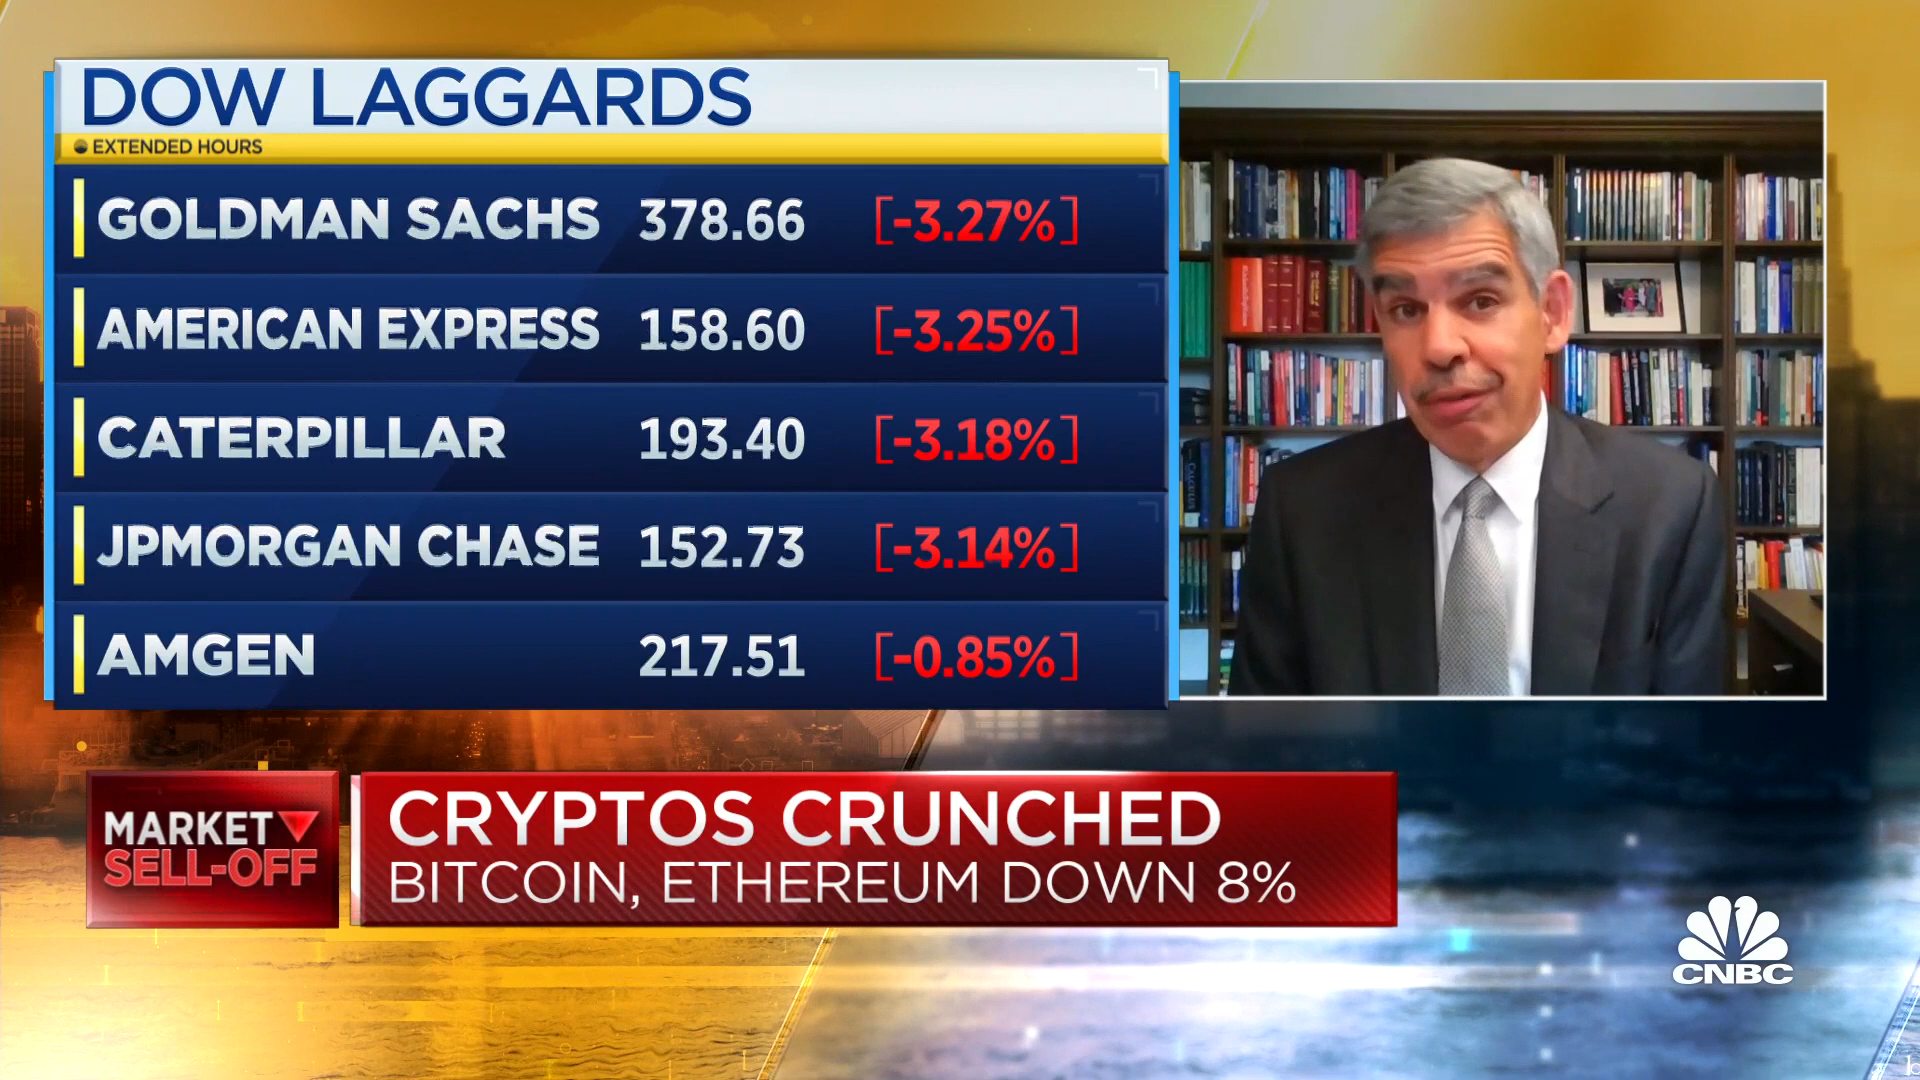 DOW LAGGARDS
EXTENDED HOURS
GOLDMAN SACHS 378.66 [-3.27%]
AMERICAN EXPRESS 158.60 [-3.25%]
CATERPILLAR 193.40 [-3.18%]
JPMORGAN CHASE 152.73 [-3.14%]
AMGEN 217.51 [-0.85%]
MARKET
SELL-OFF
CRYPTOS CRUNCHED
BITCOIN, ETHEREUM DOWN 8%
CNBC
CALCULUS